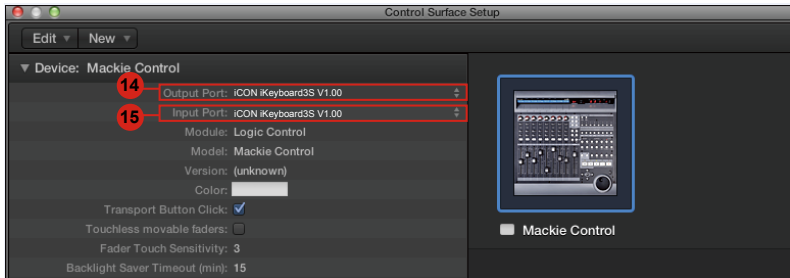 Control Surface Setup
Edit New
Device: Mackie Control
14 Output Port: iCON iKeyboard3S V1.00
15 Input Port: iCON iKeyboard3S V1.00
Module: Logic Control
Model: Mackie Control
Version: (unknown)
Color:
Transport Button Click:
Touchless movable faders:
Fader Touch Sensitivity: 3
Backlight Saver Timeout (min): 15
Mackie Control